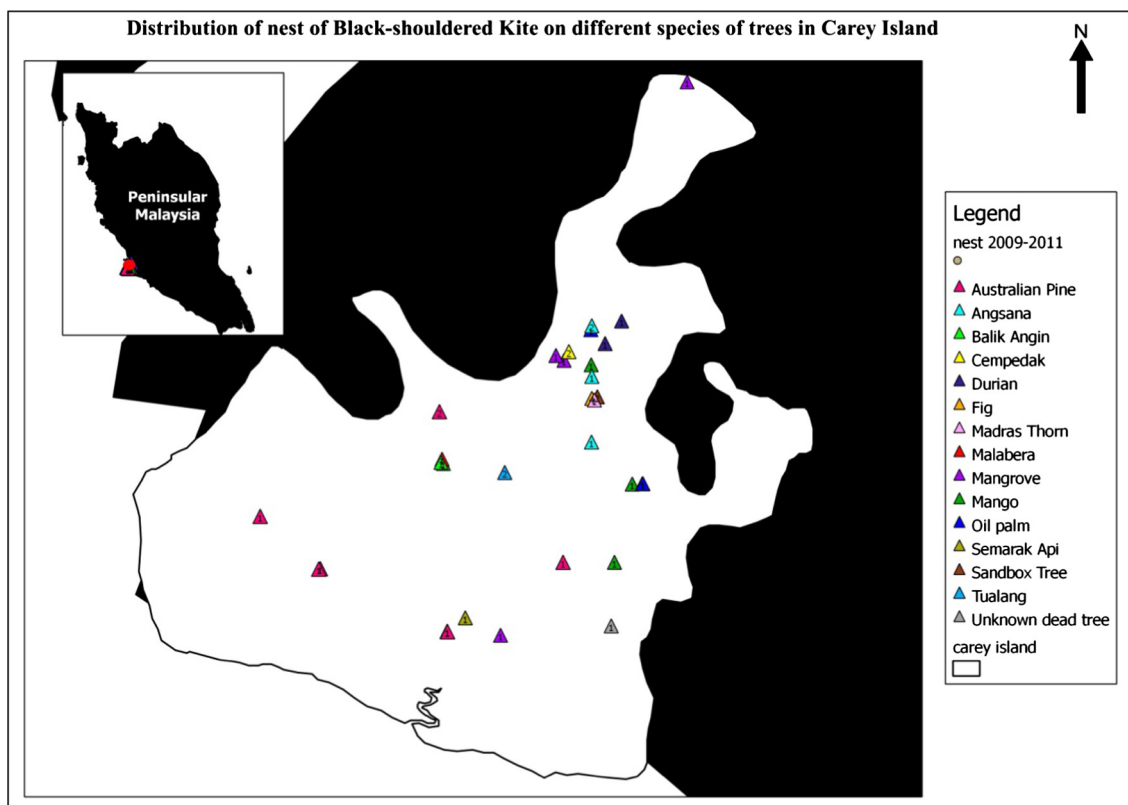 Distribution of nest of Black-shouldered Kite on different species of trees in Carey Island
N
Peninsular
Malaysia
Legend
nest 2009-2011
Australian Pine
Angsana
Balik Angin
Cempedak
Durian
Fig
Madras Thorn
Malabera
Mangrove
Mango
Oil palm
Semarak Api
Sandbox Tree
Tualang
Unknown dead tree
carey island